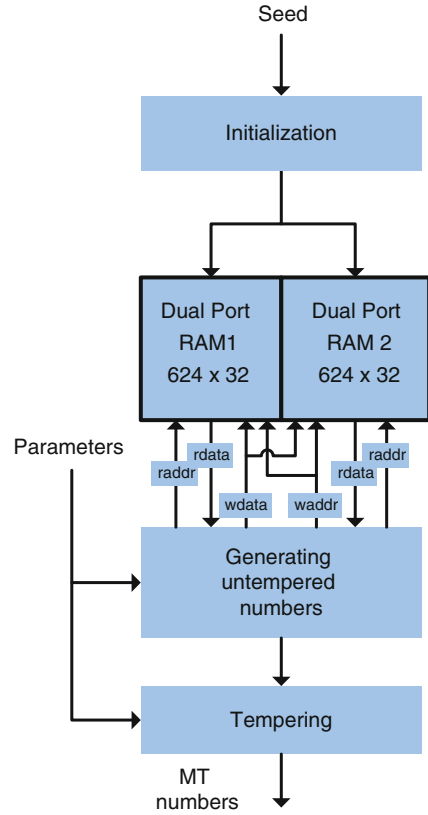 Seed
Initialization
Dual Port
RAM1
624 x 32
Dual Port
RAM 2
624 x 32
Parameters
raddr
rdata
wdata
waddr
rdata
raddr
Generating
untempered
numbers
Tempering
MT
numbers